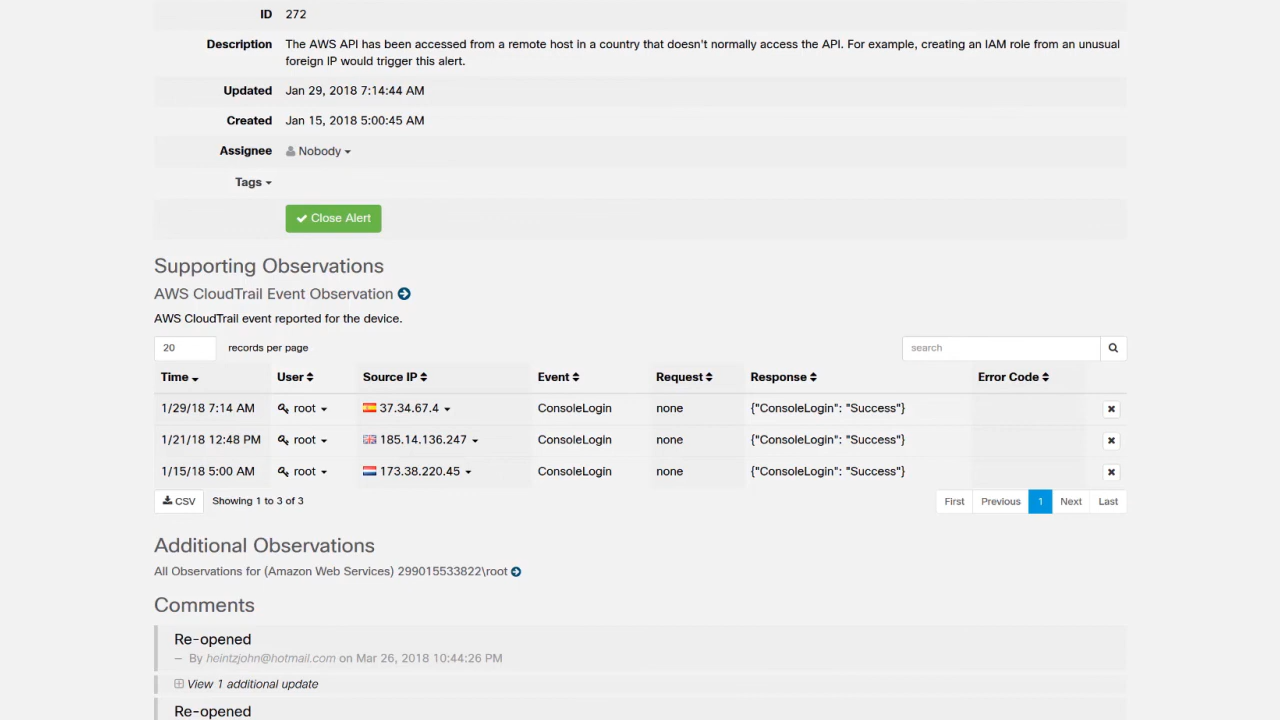 ID 272
Description The AWS API has been accessed from a remote host in a country that doesn't normally access the API. For example, creating an IAM role from an unusual
foreign IP would trigger this alert.
Updated Jan 29, 2018 7:14:44 AM
Created Jan 15, 2018 5:00:45 AM
Assignee Nobody
Tags
Close Alert
Supporting Observations
AWS CloudTrail Event Observation
AWS CloudTrail event reported for the device.
20 records per page search
Time User Source IP Event Request Response Error Code
1/29/18 7:14 AM root 37.34.67.4 ConsoleLogin none {"ConsoleLogin": "Success"}
1/21/18 12:48 PM root 185.14.136.247 ConsoleLogin none {"ConsoleLogin": "Success"}
1/15/18 5:00 AM root 173.38.220.45 ConsoleLogin none {"ConsoleLogin": "Success"}
CSV Showing 1 to 3 of 3 First Previous 1 Next Last
Additional Observations
All Observations for (Amazon Web Services) 299015533822\root
Comments
Re-opened
– By heintzjohn@hotmail.com on Mar 26, 2018 10:44:26 PM
View 1 additional update
Re-opened